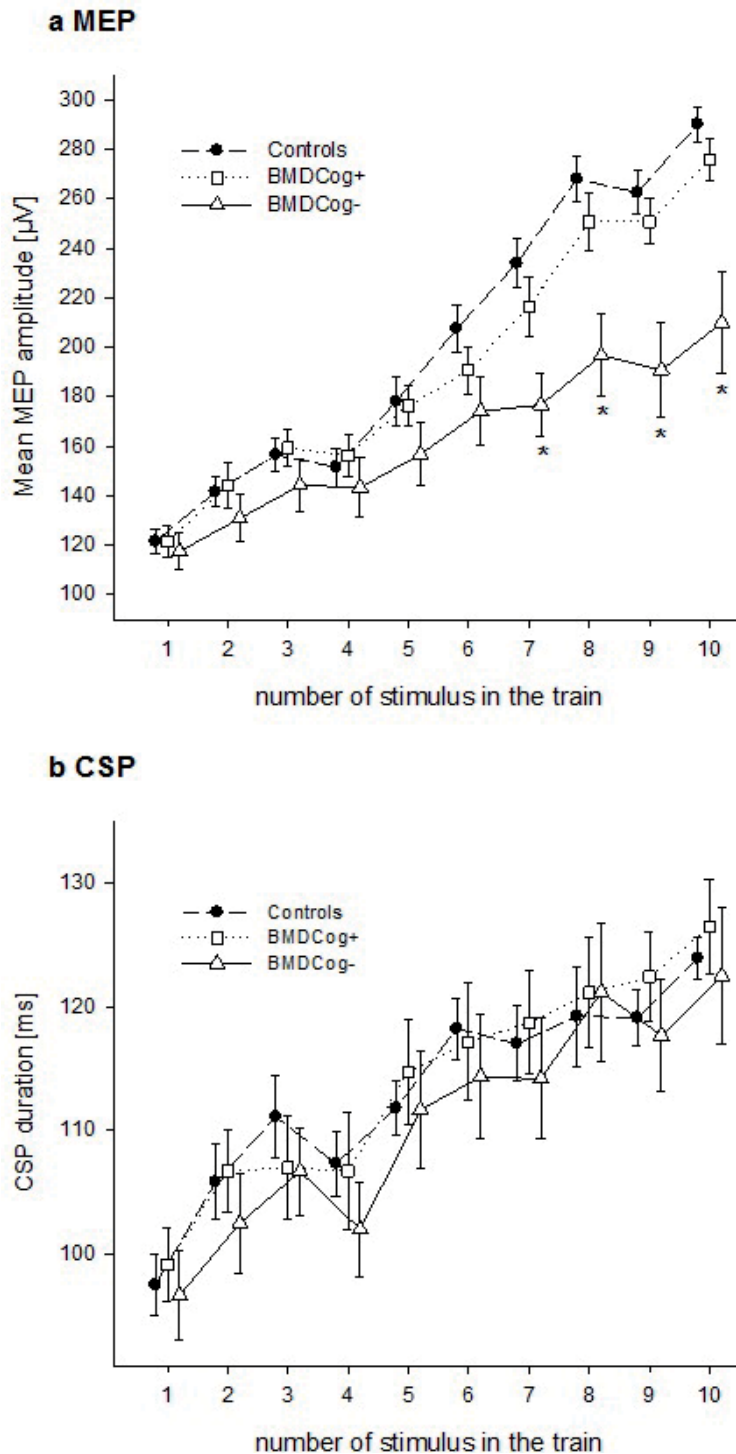 a MEP
300
280
260
240
220
200
180
160
140
120
100
Mean MEP amplitude [µV]
Controls
BMDCog+
BMDCog-
* * * *
1 2 3 4 5 6 7 8 9 10
number of stimulus in the train
b CSP
130
120
110
100
CSP duration [ms]
Controls
BMDCog+
BMDCog-
1 2 3 4 5 6 7 8 9 10
number of stimulus in the train